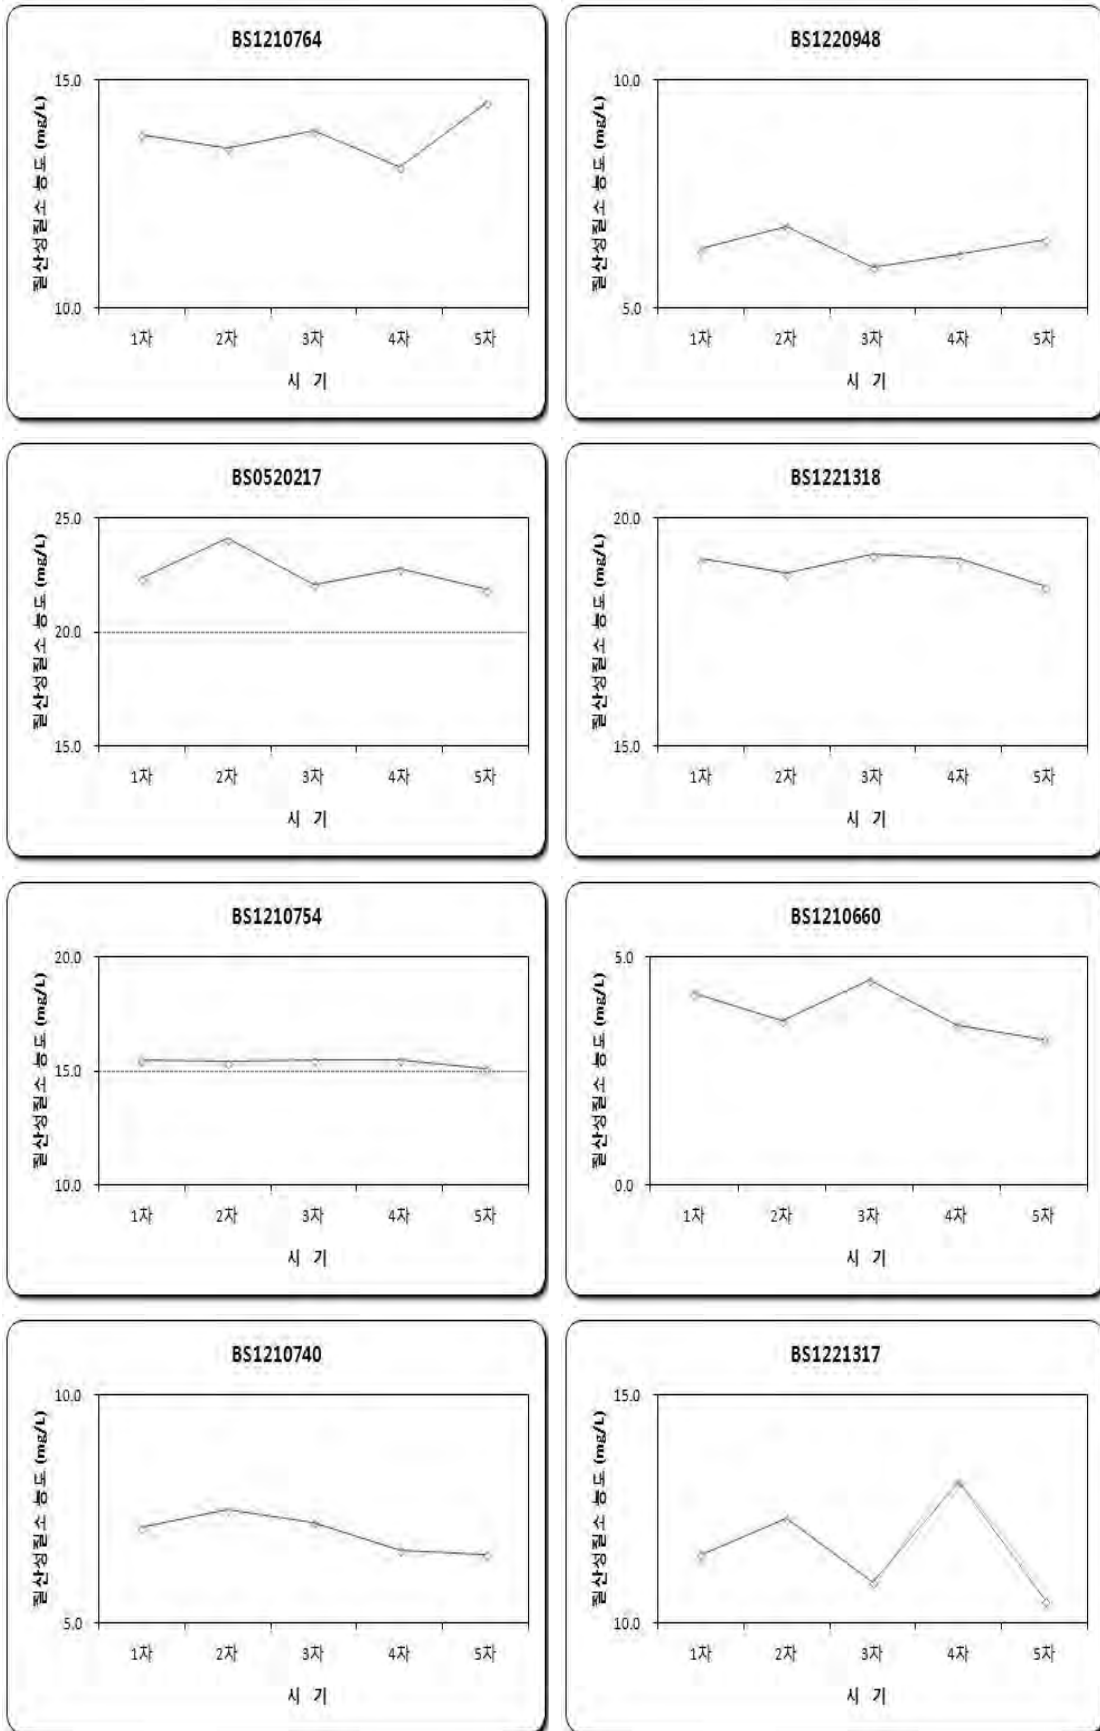 BS1210764
질산성질소 농도 (mg/L)
15.0
10.0
1차 2차 3차 4차 5차
시 기
BS1220948
질산성질소 농도 (mg/L)
10.0
5.0
1차 2차 3차 4차 5차
시 기
BS0520217
질산성질소 농도 (mg/L)
25.0
20.0
15.0
1차 2차 3차 4차 5차
시 기
BS1221318
질산성질소 농도 (mg/L)
20.0
15.0
1차 2차 3차 4차 5차
시 기
BS1210754
질산성질소 농도 (mg/L)
20.0
15.0
10.0
1차 2차 3차 4차 5차
시 기
BS1210660
질산성질소 농도 (mg/L)
5.0
0.0
1차 2차 3차 4차 5차
시 기
BS1210740
질산성질소 농도 (mg/L)
10.0
5.0
1차 2차 3차 4차 5차
시 기
BS1221317
질산성질소 농도 (mg/L)
15.0
10.0
1차 2차 3차 4차 5차
시 기